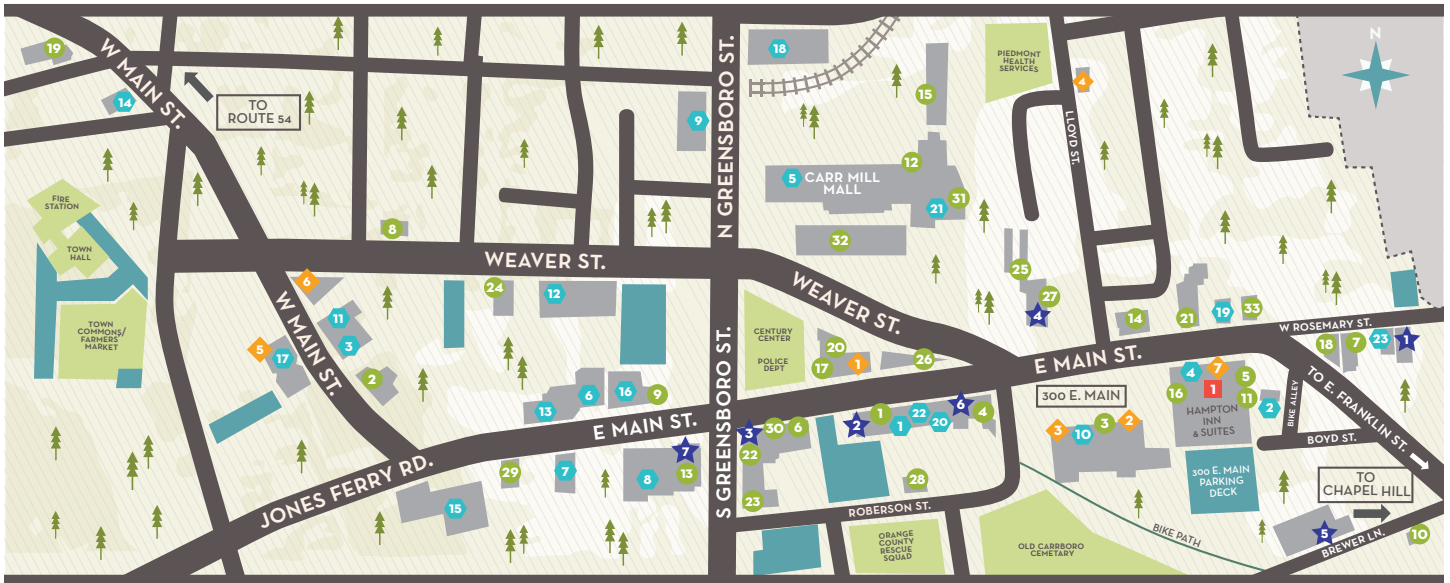 19
W MAIN ST.
14
TO
ROUTE 54
N GREENSBORO ST.
18
9
15
12
5
CARR MILL
MALL
31
21
32
PIEDMONT
HEALTH
SERVICES
4
LLOYD ST.
N
FIRE
STATION
TOWN
HALL
TOWN
COMMONS/
FARMERS'
MARKET
8
WEAVER ST.
6
11
3
5
17
2
W MAIN ST.
24
12
13
6
16
9
E MAIN ST.
WEAVER ST.
CENTURY
CENTER
POLICE
DEPT
20
17
1
26
25
27
4
14
21
19
33
W ROSEMARY ST.
18
7
23
1
E MAIN ST.
TO E. FRANKLIN ST.
300 E. MAIN
3
10
3
2
4
7
5
16
1
11
HAMPTON
INN
& SUITES
2
BIKE ALLEY
BOYD ST.
300 E. MAIN
PARKING
DECK
TO
CHAPEL HILL
5
10
BREWER LN.
BIKE PATH
OLD CARRBORO
CEMETERY
S GREENSBORO ST.
3
30
6
22
23
2
1
1
22
20
6
4
28
ROBERSON ST.
ORANGE
COUNTY
RESCUE
SQUAD
7
13
8
7
29
15
JONES FERRY RD.